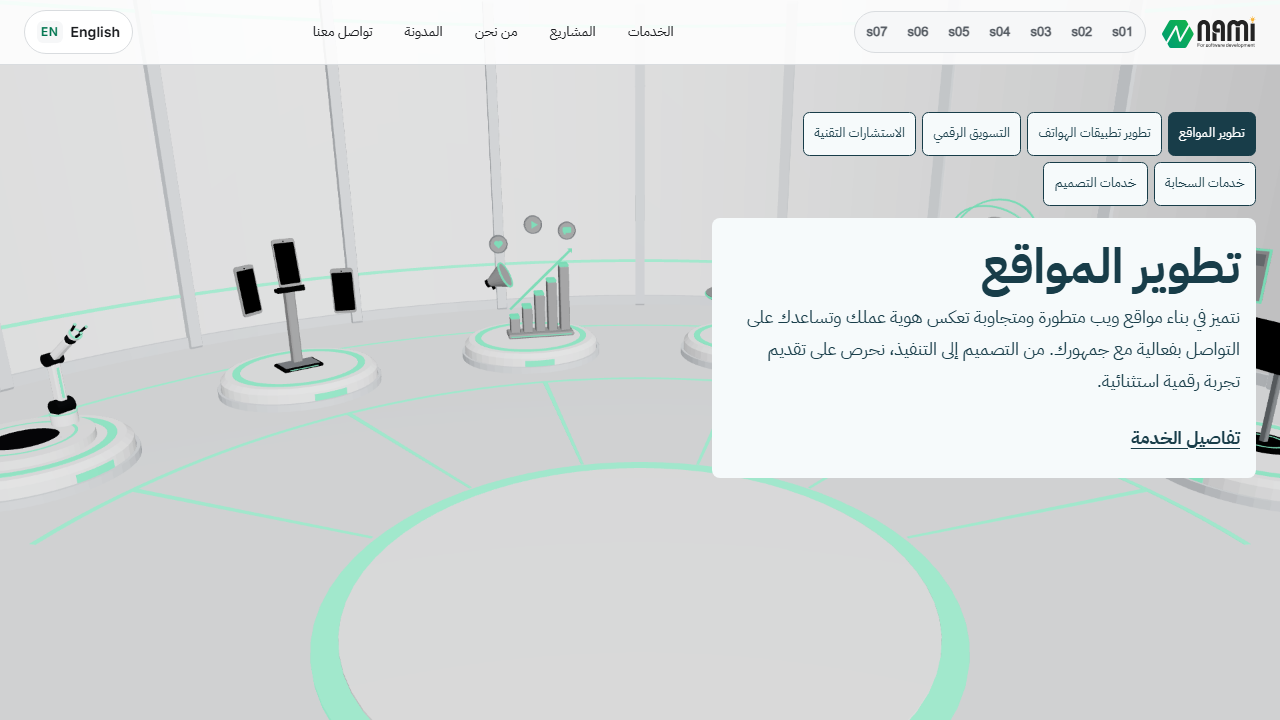 NAMI
For software development
s01 s02 s03 s04 s05 s06 s07
الخدمات المشاريع من نحن المدونة تواصل معنا
EN English
تطوير المواقع تطوير تطبيقات الهواتف التسويق الرقمي الاستشارات التقنية
خدمات السحابة خدمات التصميم
تطوير المواقع
نتميز في بناء مواقع ويب متطورة ومتجاوبة تعكس هوية عملك وتساعدك على
التواصل بفعالية مع جمهورك. من التصميم إلى التنفيذ، نحرص على تقديم
تجربة رقمية استثنائية.
تفاصيل الخدمة